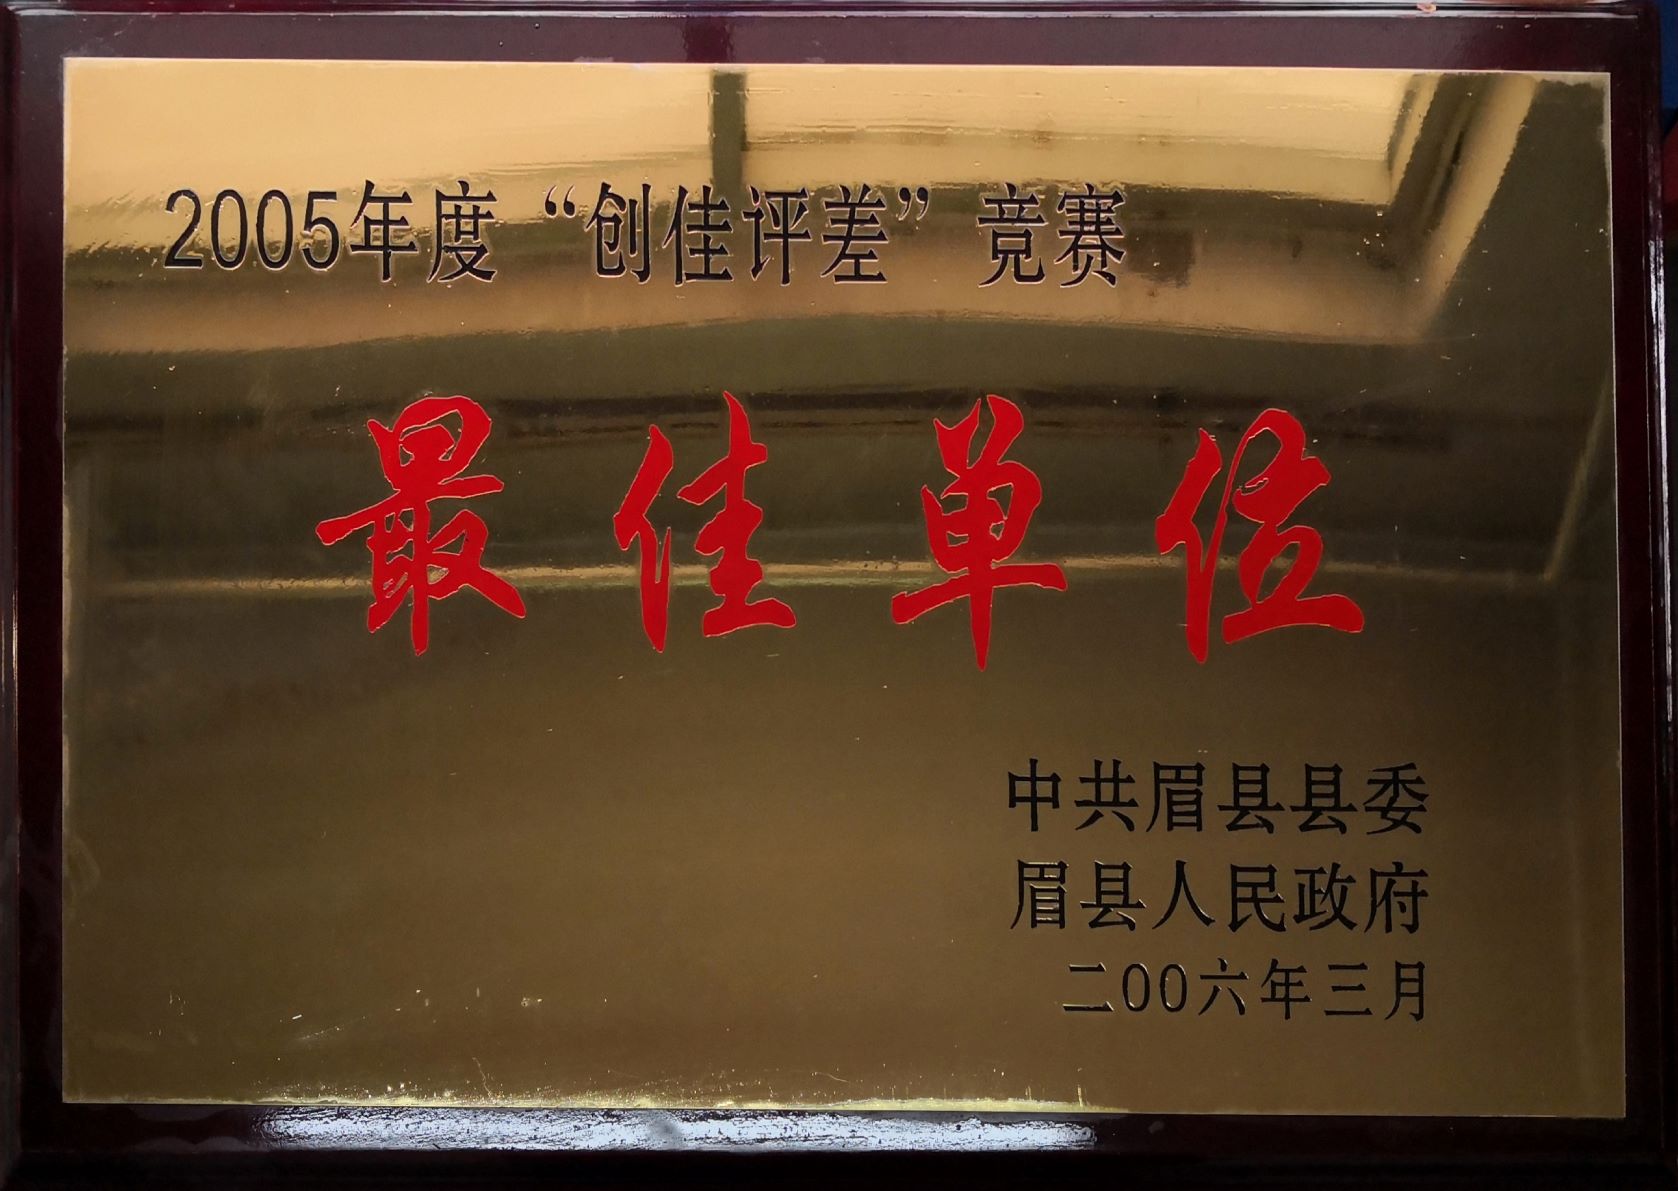 2005年度“创佳评差”竞赛
最佳单位
中共眉县县委
眉县人民政府
二00六年三月